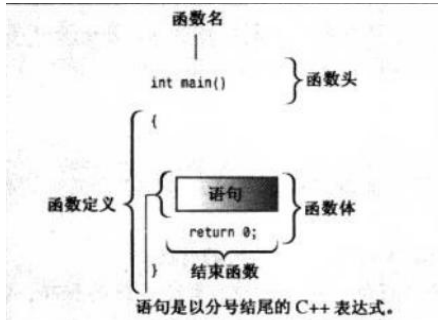 函数名
int main()
函数头
{
函数定义
语句
函数体
return 0;
}
结束函数
语句是以分号结尾的 C++ 表达式。